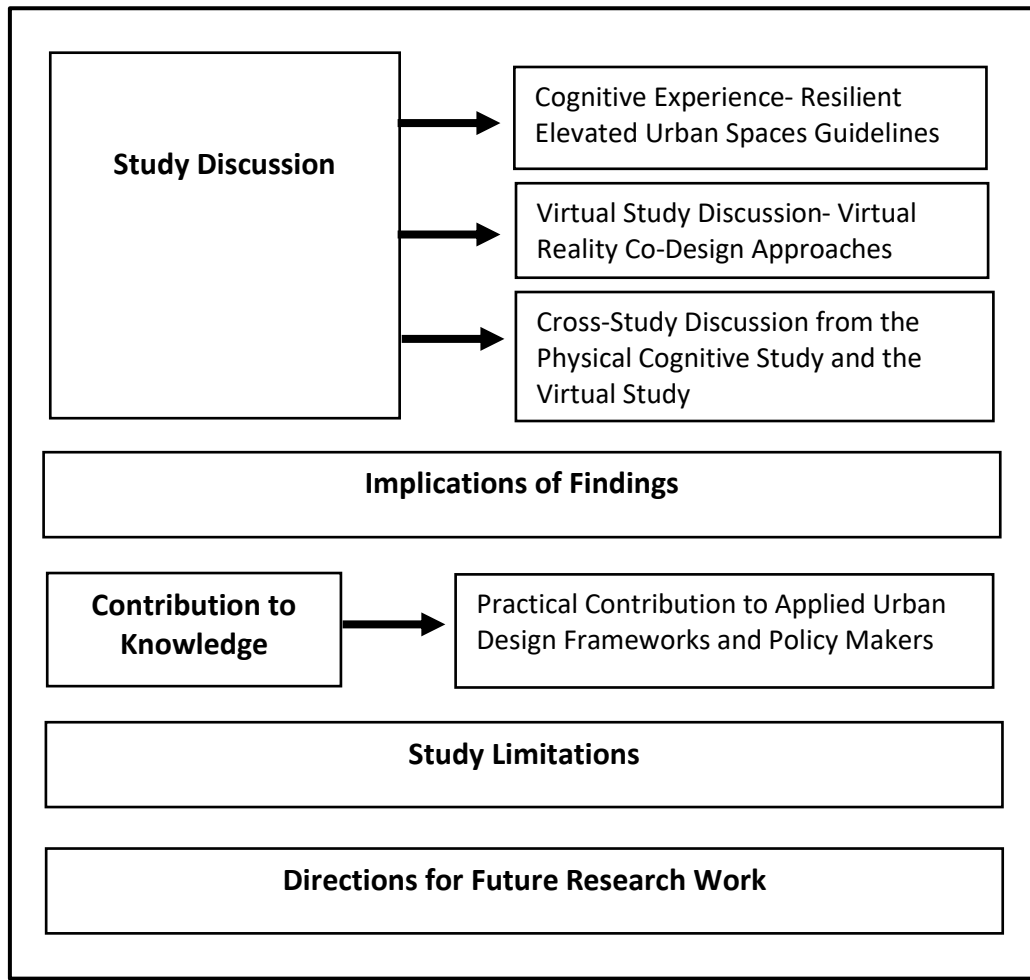 Study Discussion
Cognitive Experience- Resilient
Elevated Urban Spaces Guidelines
Virtual Study Discussion- Virtual
Reality Co-Design Approaches
Cross-Study Discussion from the
Physical Cognitive Study and the
Virtual Study
Implications of Findings
Contribution to
Knowledge
Practical Contribution to Applied Urban
Design Frameworks and Policy Makers
Study Limitations
Directions for Future Research Work